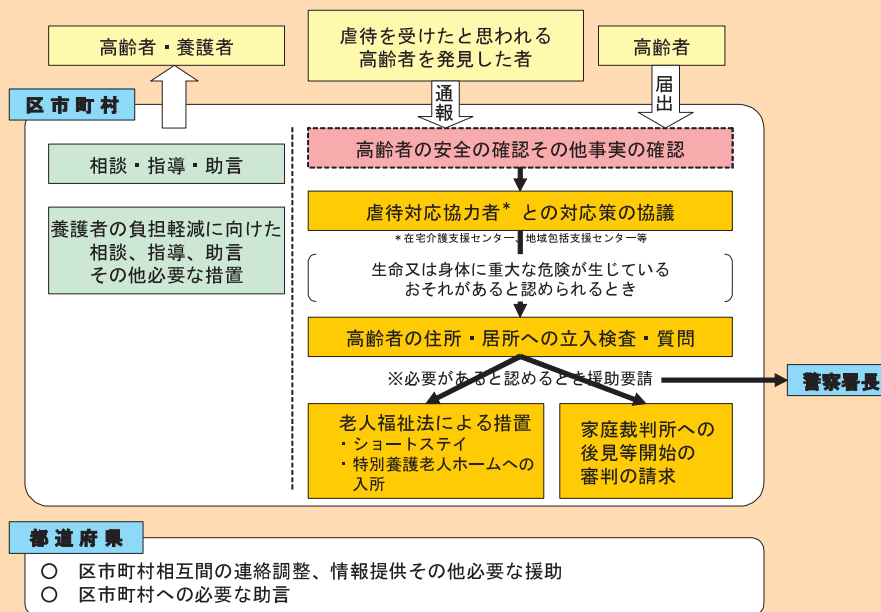 高齢者・養護者
虐待を受けたと思われる
高齢者を発見した者
高齢者
通報
届出
区市町村
相談・指導・助言
養護者の負担軽減に向けた
相談、指導、助言
その他必要な措置
高齢者の安全の確認その他事実の確認
虐待対応協力者* との対応策の協議
*在宅介護支援センター、地域包括支援センター等
生命又は身体に重大な危険が生じている
おそれがあると認められるとき
高齢者の住所・居所への立入検査・質問
※必要があると認めるとき援助要請
警察署長
老人福祉法による措置
・ショートステイ
・特別養護老人ホームへの
入所
家庭裁判所への
後見等開始の
審判の請求
都道府県
○ 区市町村相互間の連絡調整、情報提供その他必要な援助
○ 区市町村への必要な助言